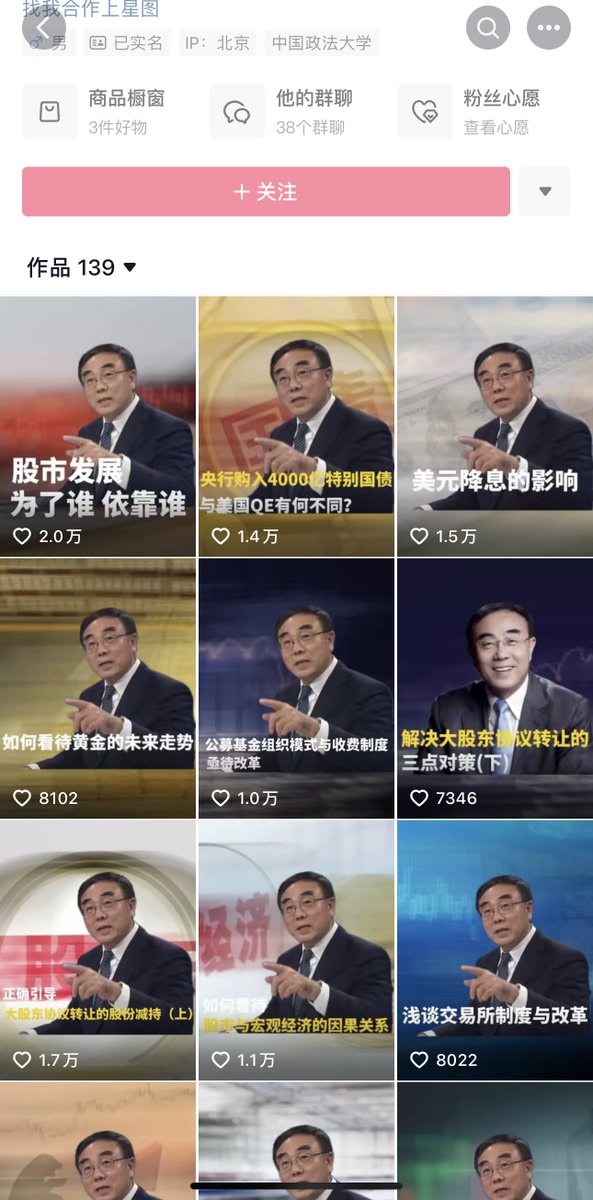 找我合作上星图
男
已实名
IP：北京
中国政法大学
商品橱窗
3件好物
他的群聊
38个群聊
粉丝心愿
查看心愿
关注
作品 139
股市发展
为了谁 依靠谁
2.0万
国债
央行购入4000亿特别国债
与美国QE有何不同?
1.4万
美元降息的影响
1.5万
如何看待黄金的未来走势
8102
公募基金组织模式与收费制度
亟待改革
1.0万
解决大股东协议转让的
三点对策(下)
7346
股
正确引导
大股东协议转让的股份减持（上）
1.7万
经济
如何看待
股市与宏观经济的因果关系
1.1万
浅谈交易所制度与改革
8022